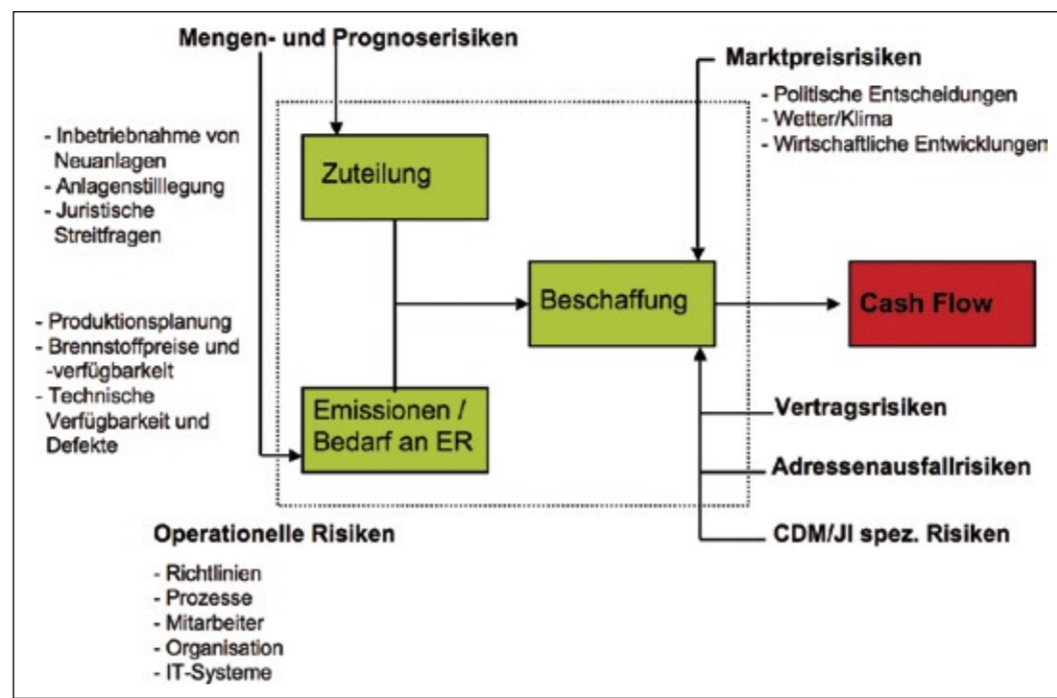 Mengen- und Prognoserisiken
- Inbetriebnahme von
Neuanlagen
- Anlagenstilllegung
- Juristische
Streitfragen
- Produktionsplanung
- Brennstoffpreise und
-verfügbarkeit
- Technische
Verfügbarkeit und
Defekte
Zuteilung
Emissionen /
Bedarf an ER
Beschaffung
Marktpreisrisiken
- Politische Entscheidungen
- Wetter/Klima
- Wirtschaftliche Entwicklungen
Cash Flow
Vertragsrisiken
Adressenausfallrisiken
CDM/JI spez. Risiken
Operationelle Risiken
- Richtlinien
- Prozesse
- Mitarbeiter
- Organisation
- IT-Systeme